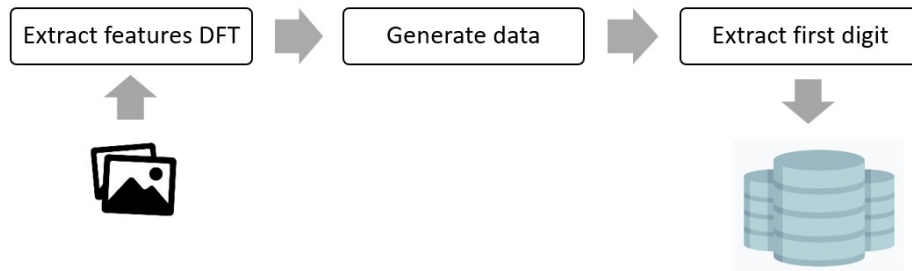 Extract features DFT
Generate data
Extract first digit